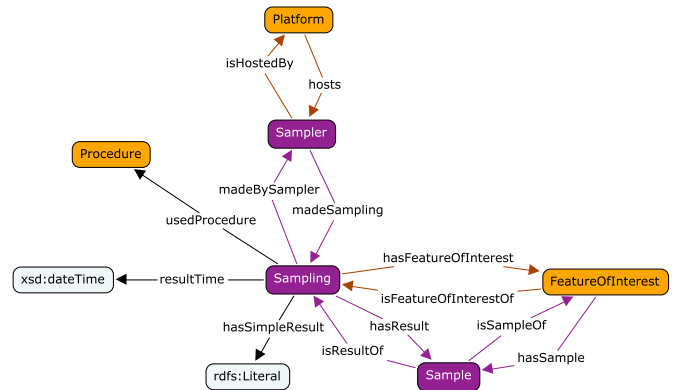 Platform
isHostedBy
hosts
Sampler
Procedure
madeBySampler
madeSampling
usedProcedure
hasFeatureOfInterest
xsd:dateTime
resultTime
Sampling
FeatureOfInterest
isFeatureOfInterestOf
hasSimpleResult
hasResult
isSampleOf
isResultOf
hasSample
rdfs:Literal
Sample